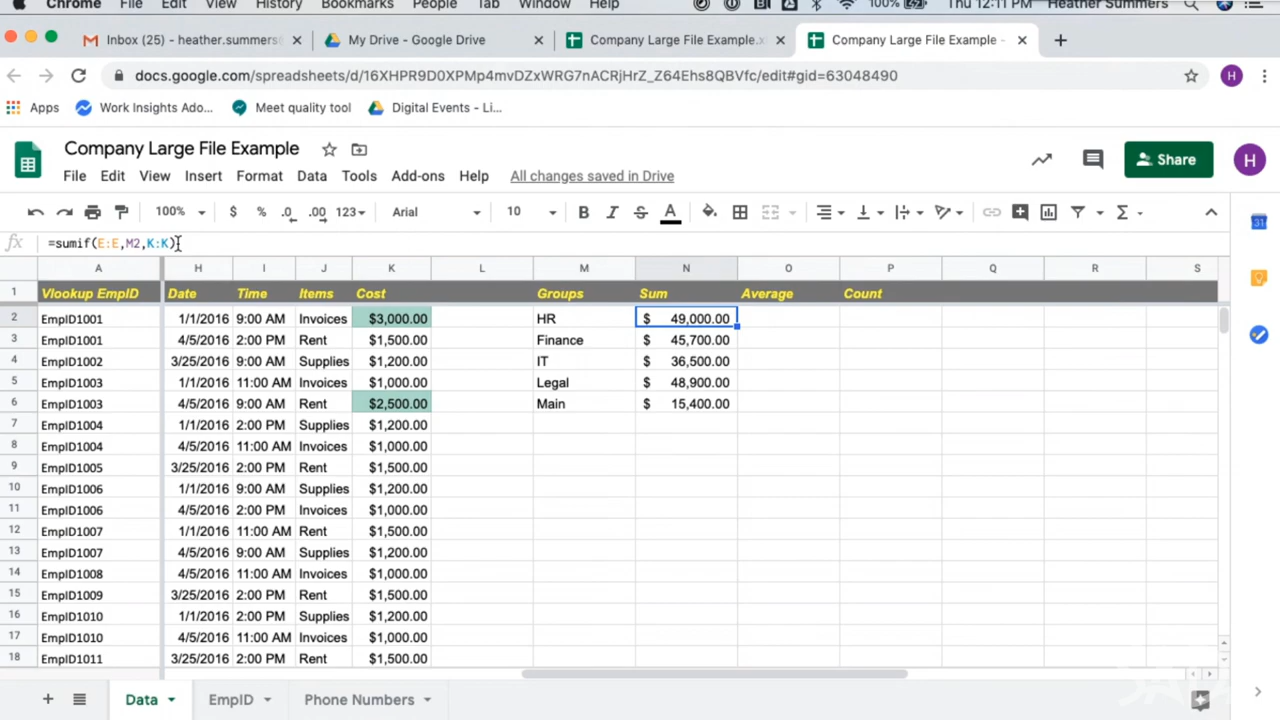 Chrome File Edit View History Bookmarks People Tab Window Help 100% Thu 12:11 PM Heather Summers
Inbox (25) - heather.summers@ My Drive - Google Drive Company Large File Example.x Company Large File Example -
docs.google.com/spreadsheets/d/16XHPR9D0XPMp4mvDZxWRG7nACRjHrZ_Z64Ehs8QBVfc/edit#gid=63048490 H
Apps Work Insights Ado... Meet quality tool Digital Events - Li...
Company Large File Example
Share H
File Edit View Insert Format Data Tools Add-ons Help All changes saved in Drive
100% $ % .0 .00 123 Arial 10 B I S A Σ
fx =sumif(E:E,M2,K:K)
A H I J K L M N O P Q R S
1 Vlookup EmpID Date Time Items Cost Groups Sum Average Count
2 EmpID1001 1/1/2016 9:00 AM Invoices $3,000.00 HR $ 49,000.00
3 EmpID1001 4/5/2016 2:00 PM Rent $1,500.00 Finance $ 45,700.00
4 EmpID1002 3/25/2016 9:00 AM Supplies $1,200.00 IT $ 36,500.00
5 EmpID1003 1/1/2016 11:00 AM Invoices $1,000.00 Legal $ 48,900.00
6 EmpID1003 4/5/2016 9:00 AM Rent $2,500.00 Main $ 15,400.00
7 EmpID1004 1/1/2016 2:00 PM Supplies $1,200.00
8 EmpID1004 4/5/2016 11:00 AM Invoices $1,000.00
9 EmpID1005 3/25/2016 2:00 PM Rent $1,500.00
10 EmpID1006 1/1/2016 9:00 AM Supplies $1,200.00
11 EmpID1006 4/5/2016 2:00 PM Invoices $1,000.00
12 EmpID1007 1/1/2016 11:00 AM Rent $1,500.00
13 EmpID1007 4/5/2016 9:00 AM Supplies $1,200.00
14 EmpID1008 4/5/2016 11:00 AM Invoices $1,000.00
15 EmpID1009 3/25/2016 2:00 PM Rent $1,500.00
16 EmpID1010 1/1/2016 2:00 PM Supplies $1,200.00
17 EmpID1010 4/5/2016 11:00 AM Invoices $1,000.00
18 EmpID1011 3/25/2016 2:00 PM Rent $1,500.00
Data EmpID Phone Numbers